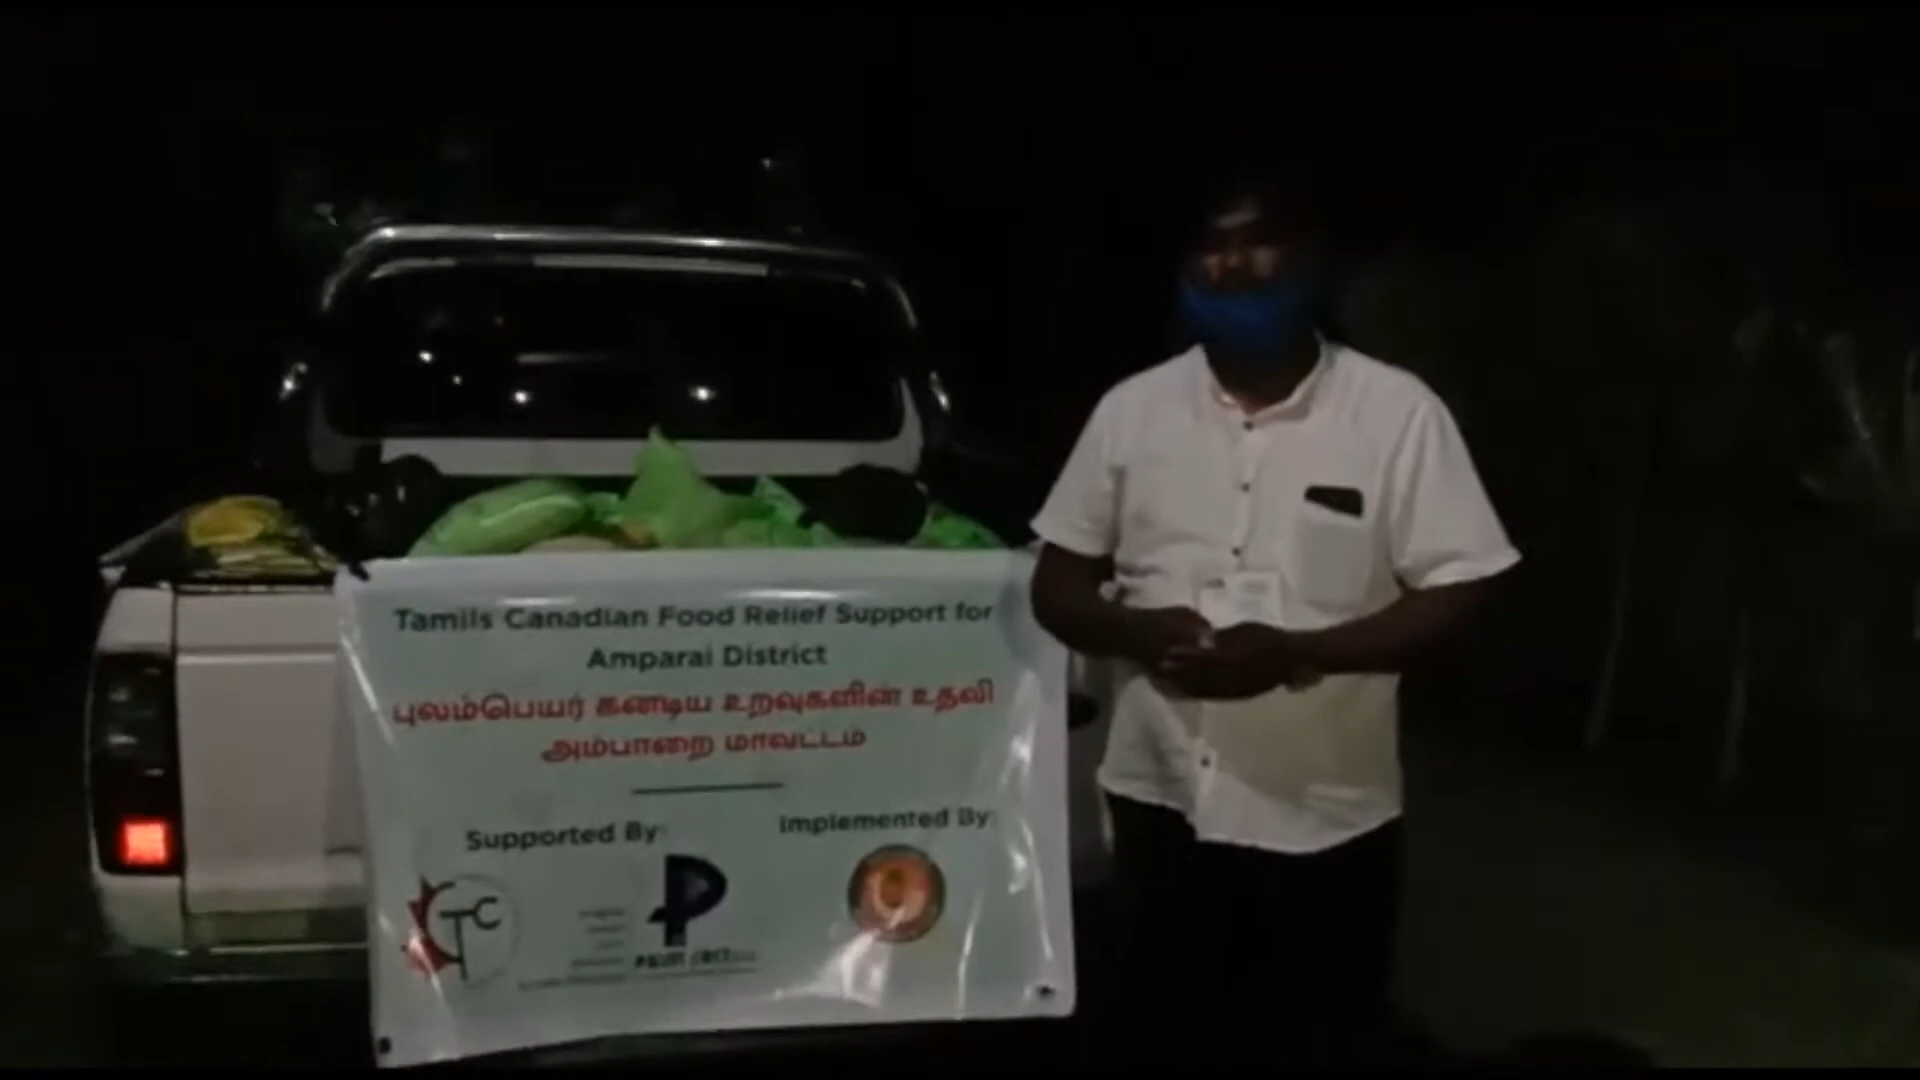 Tamils Canadian Food Relief Support for
Amparai District
புலம்பெயர் கனடிய உறவுகளின் உதவி
அம்பாறை மாவட்டம்
Supported By:
Implemented By:
CTC
P